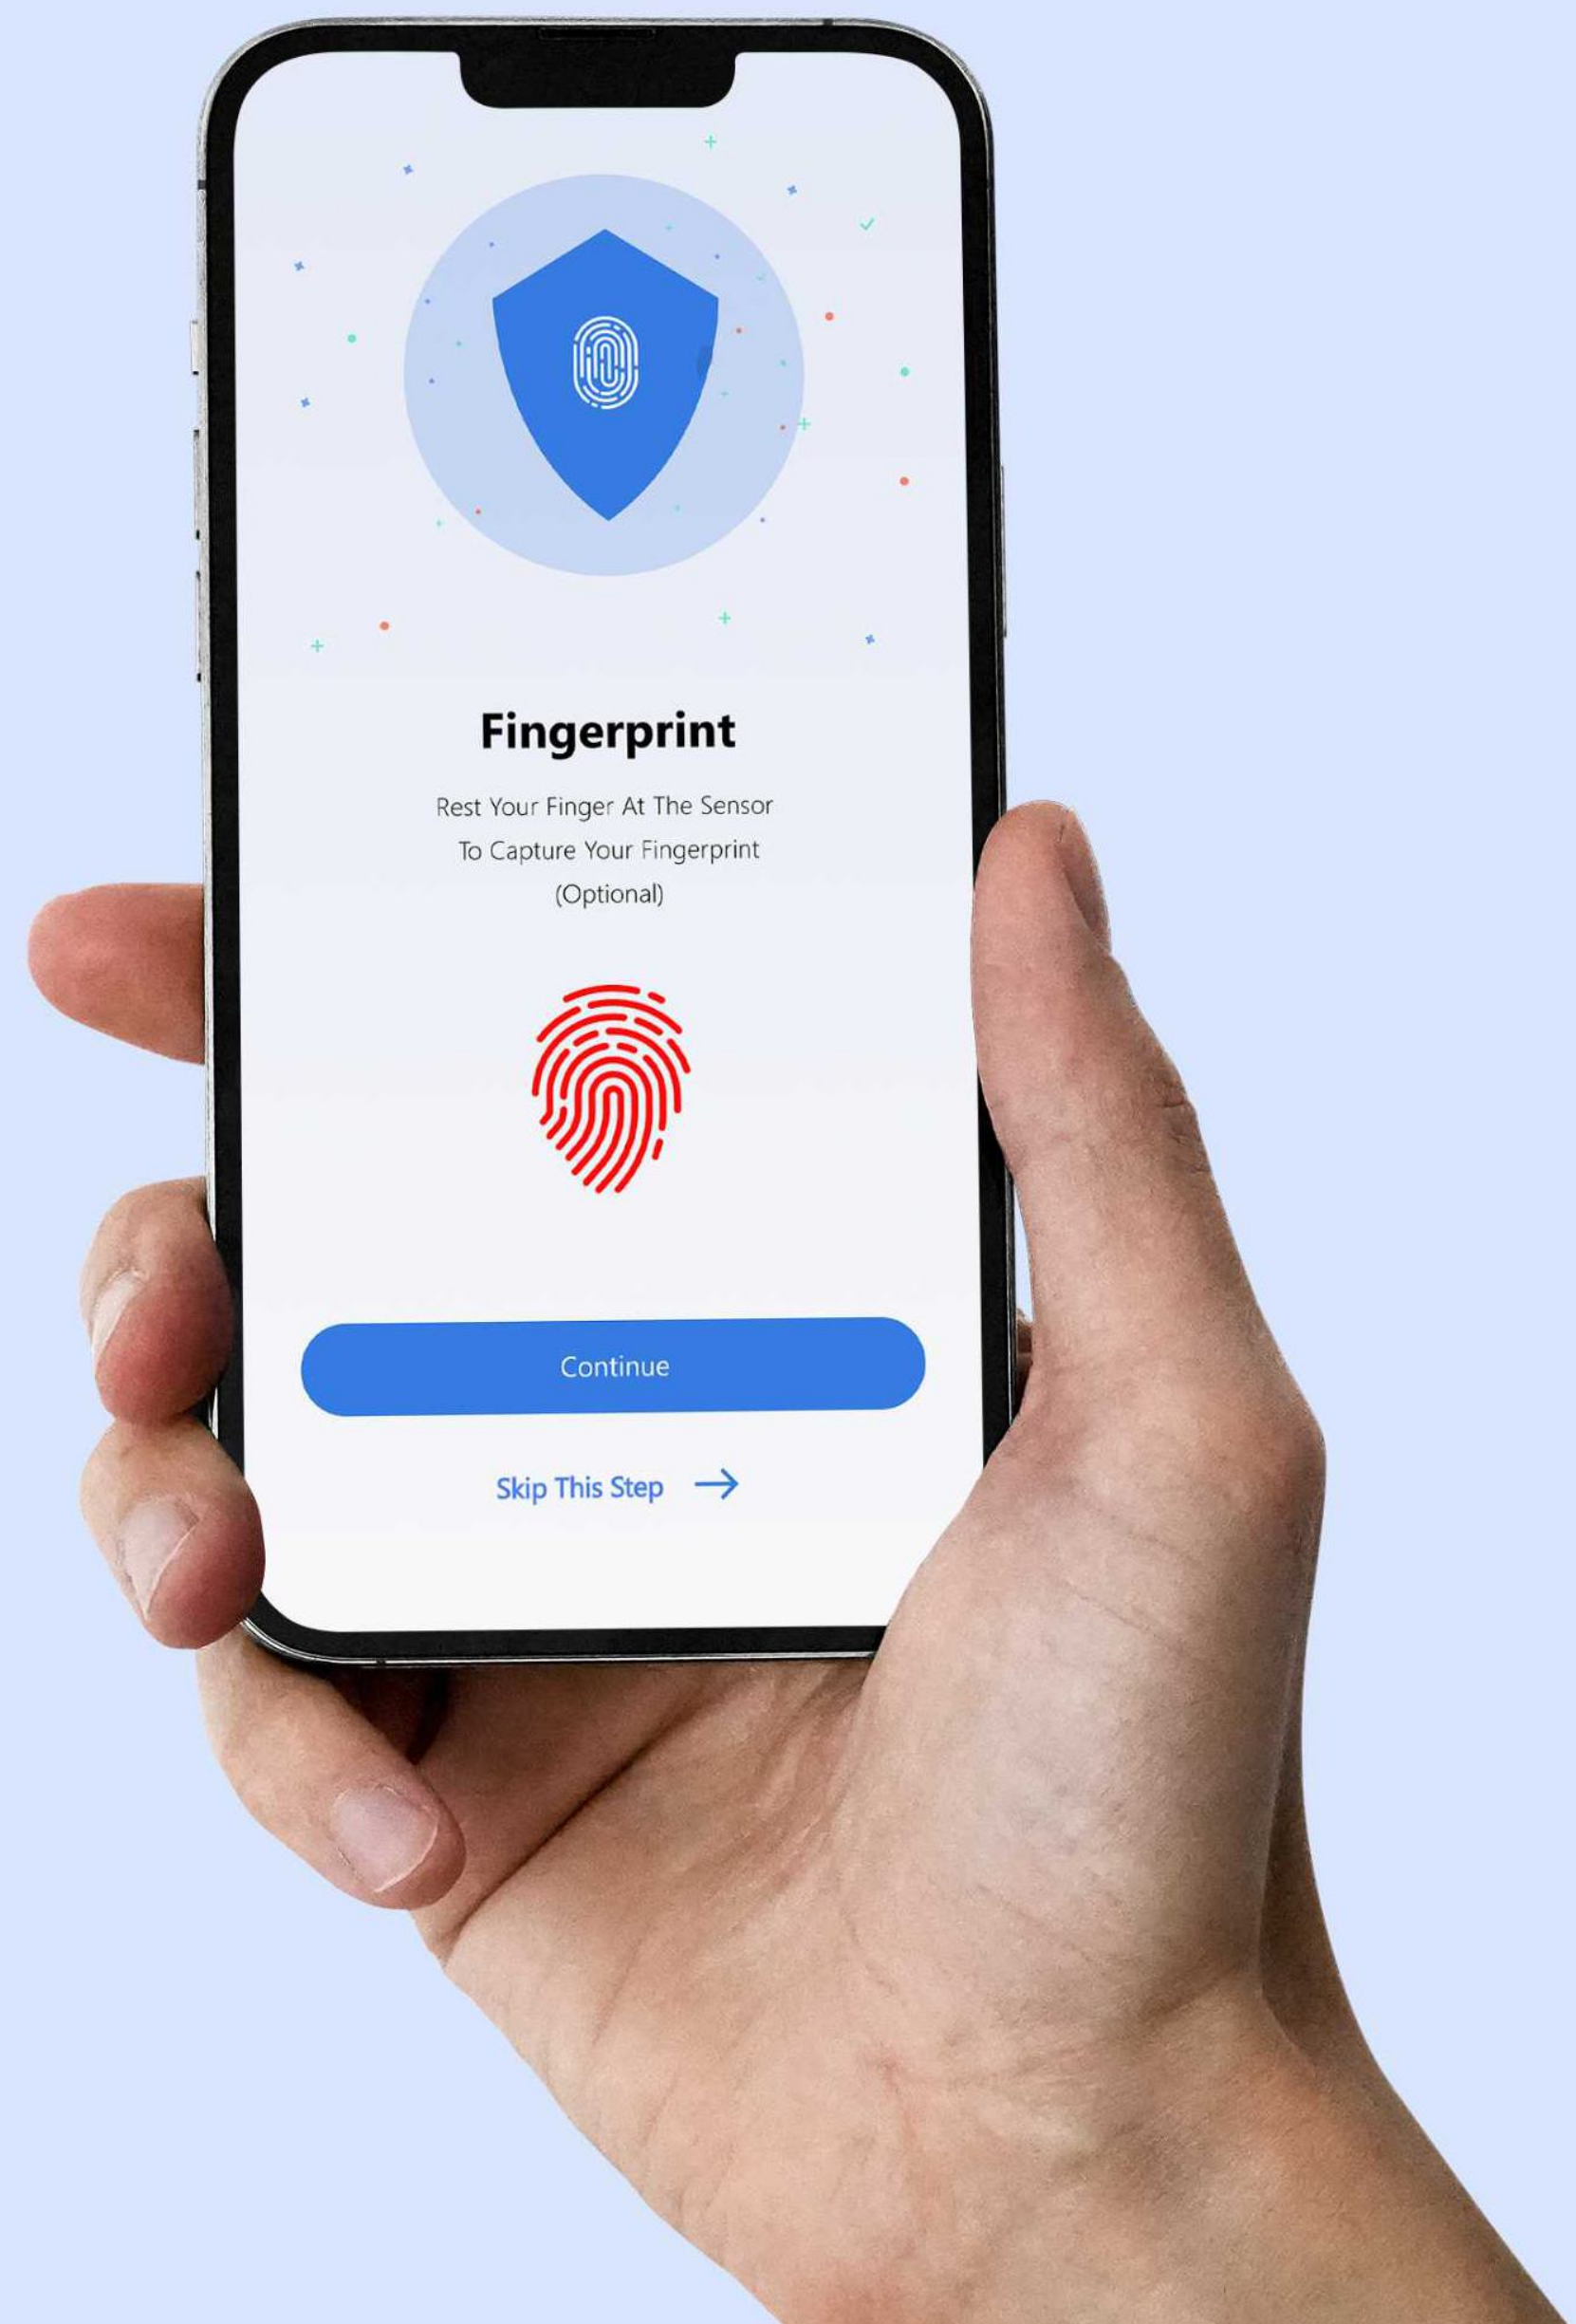 Fingerprint
Rest Your Finger At The Sensor
To Capture Your Fingerprint
(Optional)
Continue
Skip This Step